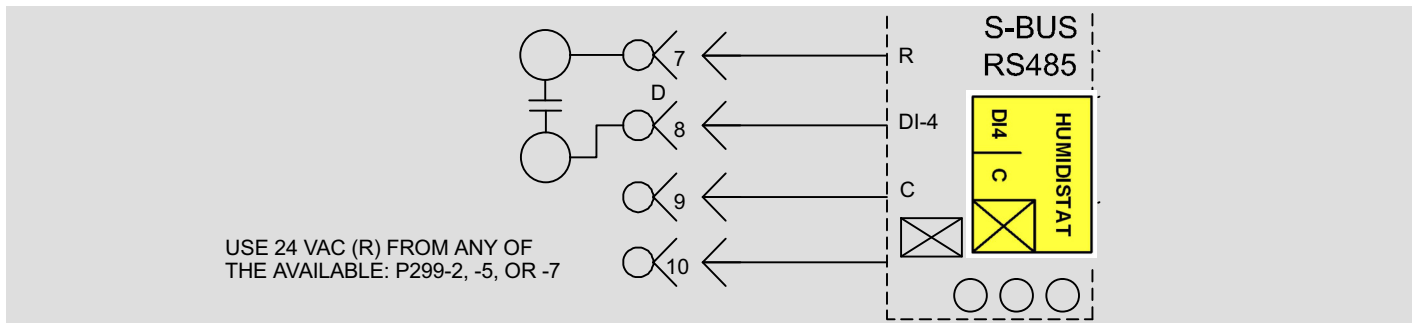 S-BUS
RS485
7
R
D
8
DI-4
DI4
C
HUMIDISTAT
9
C
10
USE 24 VAC (R) FROM ANY OF
THE AVAILABLE: P299-2, -5, OR -7